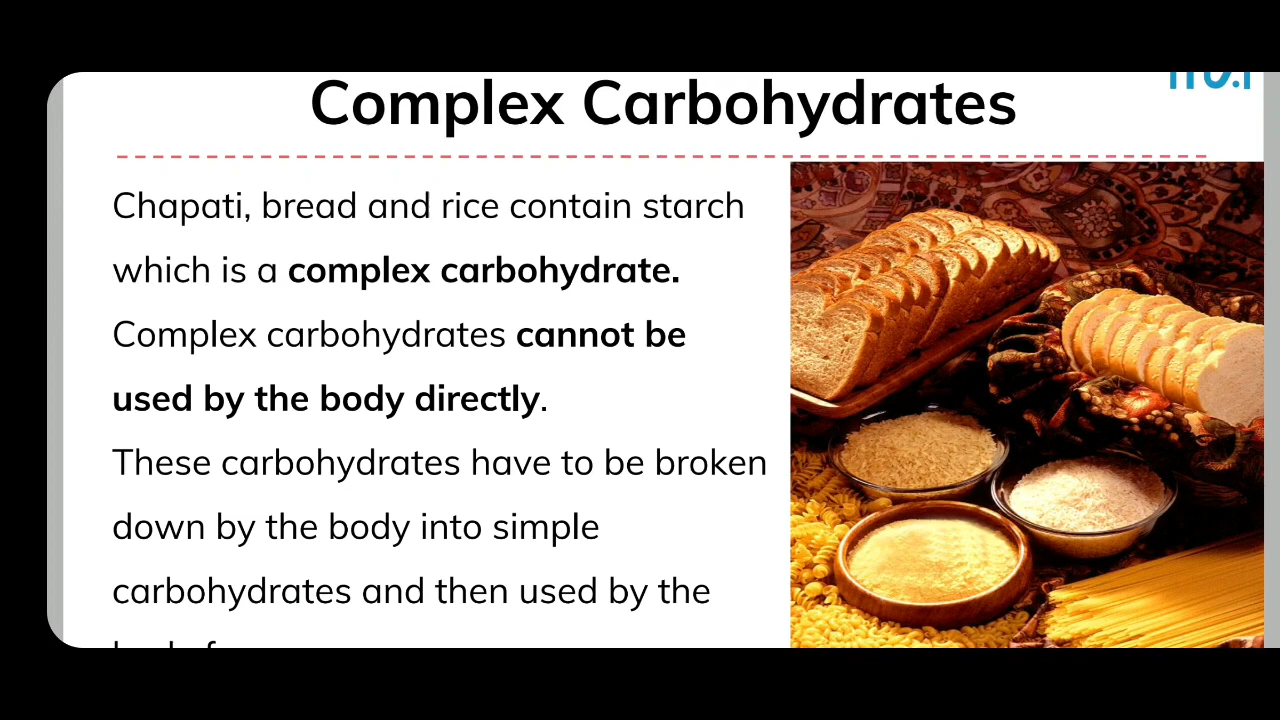 Complex Carbohydrates
Chapati, bread and rice contain starch
which is a complex carbohydrate.
Complex carbohydrates cannot be
used by the body directly.
These carbohydrates have to be broken
down by the body into simple
carbohydrates and then used by the